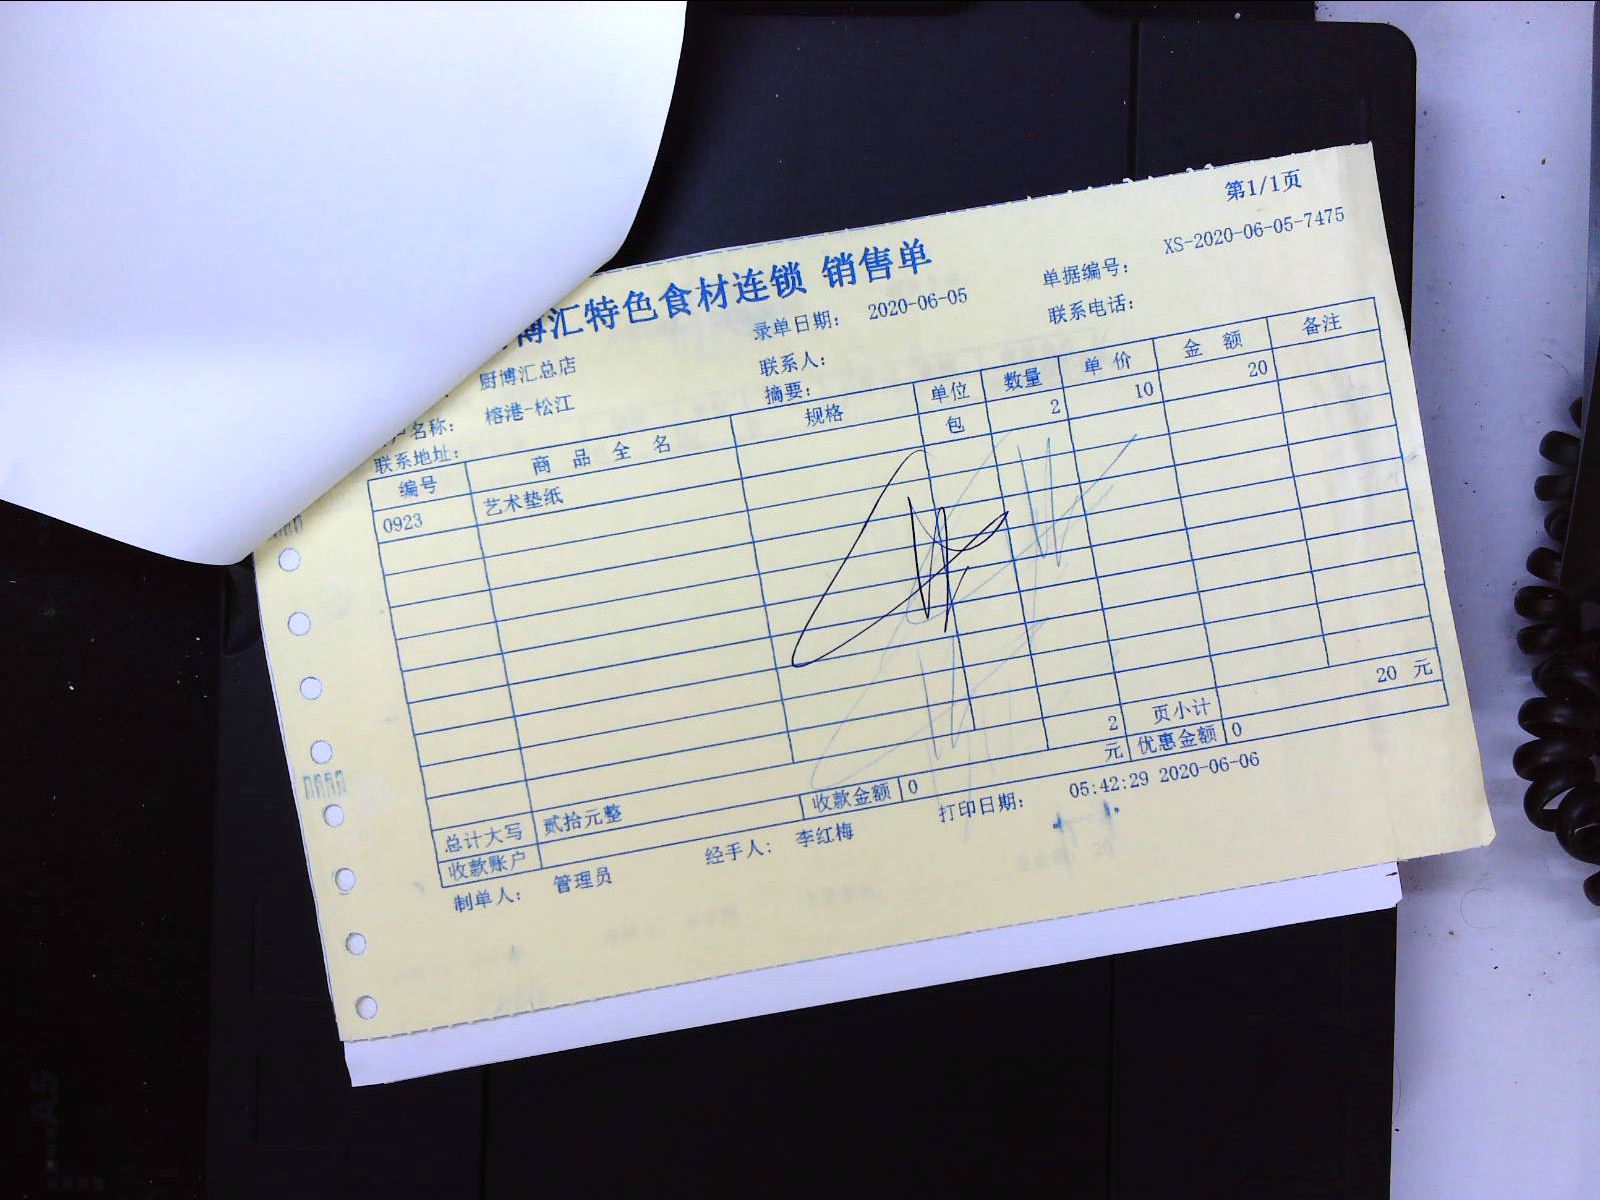 第1/1页
博汇特色食材连锁 销售单
单据编号： XS-2020-06-05-7475
厨博汇总店 录单日期： 2020-06-05 联系电话：
户名称： 榕港-松江 联系人：
联系地址： 摘要：
编号 商品全名 规格 单位 数量 单价 金额 备注
0923 艺术垫纸 包 2 10 20
2 页小计 20 元
总计大写 贰拾元整 收款金额 0 元 优惠金额 0
收款账户
制单人： 管理员 经手人： 李红梅 打印日期： 05:42:29 2020-06-06